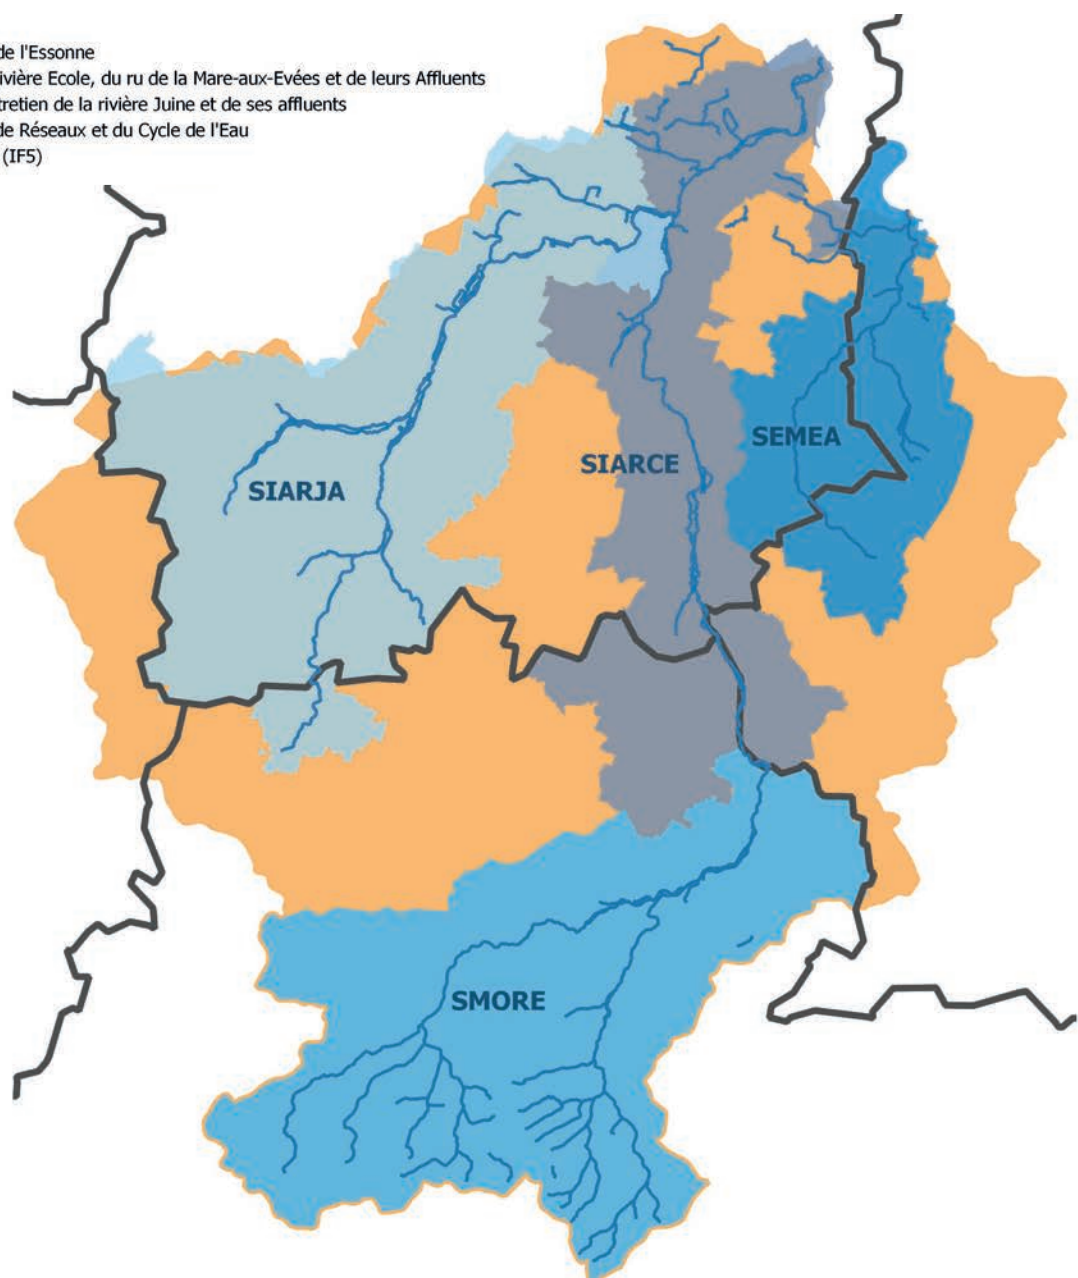 de l'Essonne
ivière Ecole, du ru de la Mare-aux-Evées et de leurs Affluents
tretien de la rivière Juine et de ses affluents
de Réseaux et du Cycle de l'Eau
(IF5)
SEMEA
SIARCE
SIARJA
SMORE